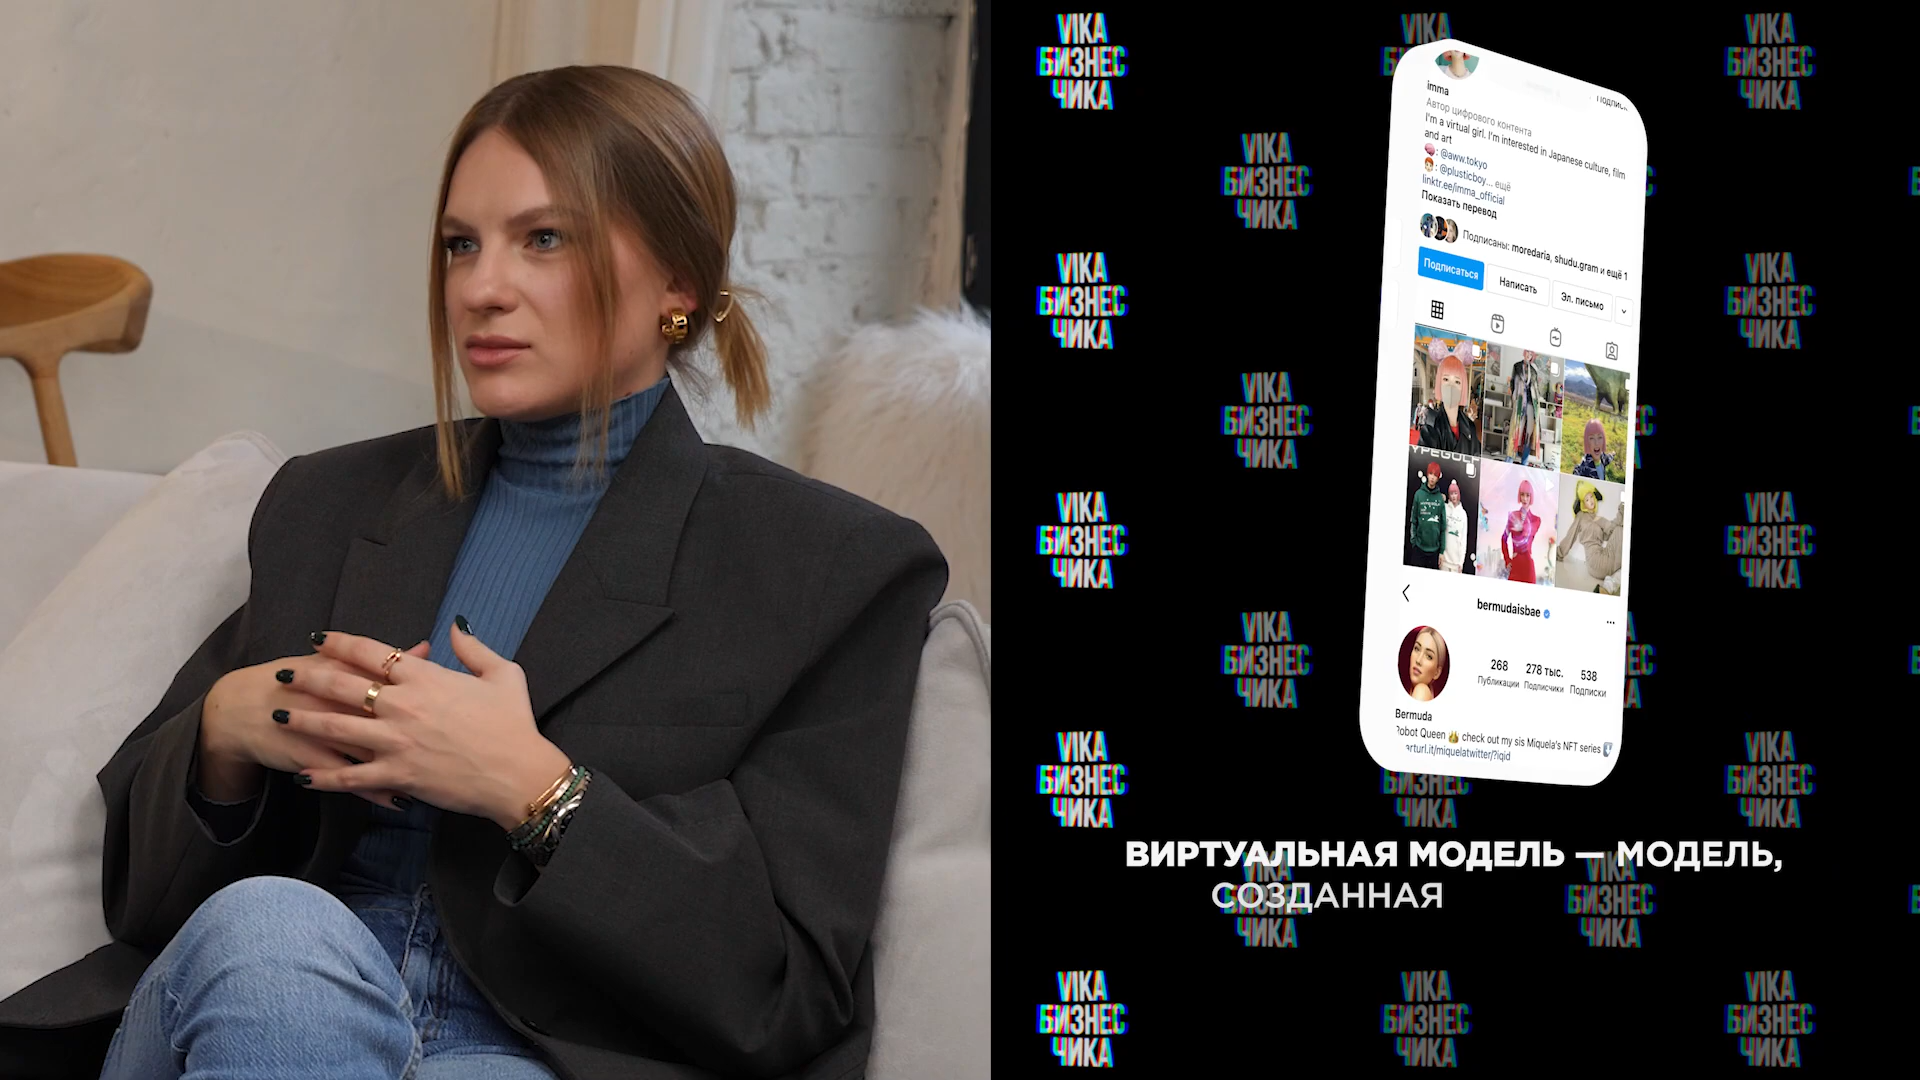 VIKA
БИЗНЕС
ЧИКА
imma
Автор цифрового контента
I'm a virtual girl. I'm interested in Japanese culture, film
and art
: @aww.tokyo
: @plusticboy... ещё
linktr.ee/imma_official
Показать перевод
Подписаны: moredaria, shudu.gram и ещё 1
Подписаться
Написать
Эл. письмо
bermudaisbae
268
278 тыс.
538
Публикации
Подписчики
Подписки
Bermuda
Robot Queen check out my sis Miquela's NFT series
arturl.it/miquelatwitter/?iqid
ВИРТУАЛЬНАЯ МОДЕЛЬ — МОДЕЛЬ,
СОЗДАННАЯ